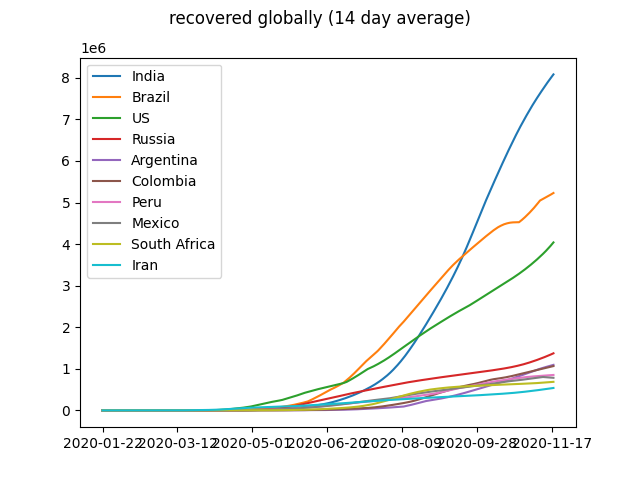 recovered globally (14 day average)
1e6
8
7
6
5
4
3
2
1
0
India
Brazil
US
Russia
Argentina
Colombia
Peru
Mexico
South Africa
Iran
2020-01-22 2020-03-12 2020-05-01 2020-06-20 2020-08-09 2020-09-28 2020-11-17